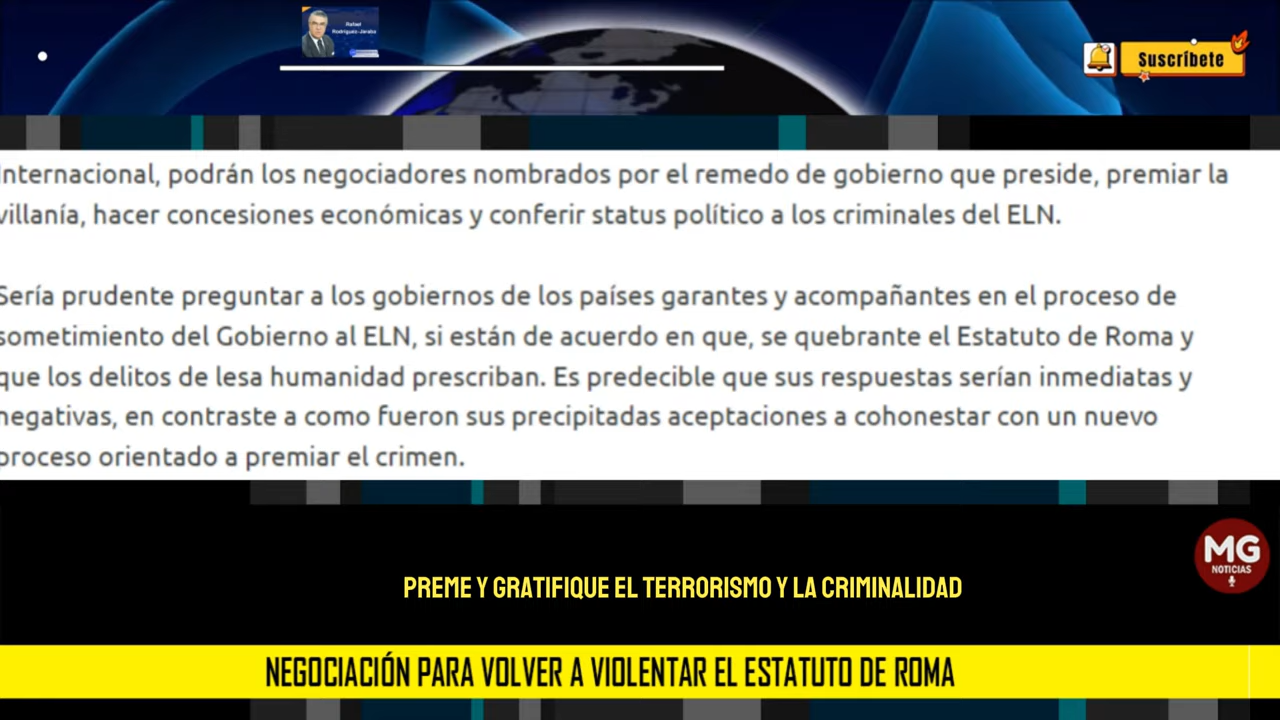 Rafael
Rodríguez-Jaraba
Suscríbete
Internacional, podrán los negociadores nombrados por el remedo de gobierno que preside, premiar la
villanía, hacer concesiones económicas y conferir status político a los criminales del ELN.
Sería prudente preguntar a los gobiernos de los países garantes y acompañantes en el proceso de
sometimiento del Gobierno al ELN, si están de acuerdo en que, se quebrante el Estatuto de Roma y
que los delitos de lesa humanidad prescriban. Es predecible que sus respuestas serían inmediatas y
negativas, en contraste a como fueron sus precipitadas aceptaciones a cohonestar con un nuevo
proceso orientado a premiar el crimen.
MG
NOTICIAS
PREME Y GRATIFIQUE EL TERRORISMO Y LA CRIMINALIDAD
NEGOCIACIÓN PARA VOLVER A VIOLENTAR EL ESTATUTO DE ROMA